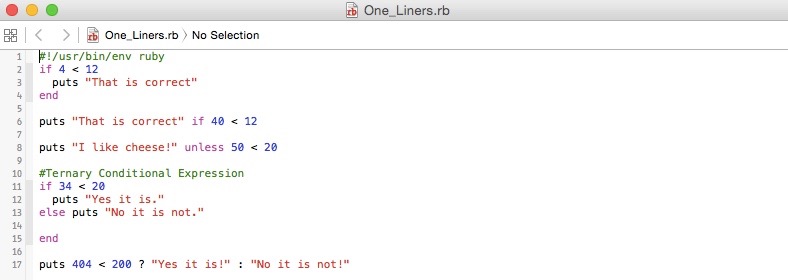 One_Liners.rb
One_Liners.rb 〉 No Selection
1 #!/usr/bin/env ruby
2 if 4 < 12
3   puts "That is correct"
4 end
5
6 puts "That is correct" if 40 < 12
7
8 puts "I like cheese!" unless 50 < 20
9
10 #Ternary Conditional Expression
11 if 34 < 20
12   puts "Yes it is."
13 else puts "No it is not."
14
15 end
16
17 puts 404 < 200 ? "Yes it is!" : "No it is not!"